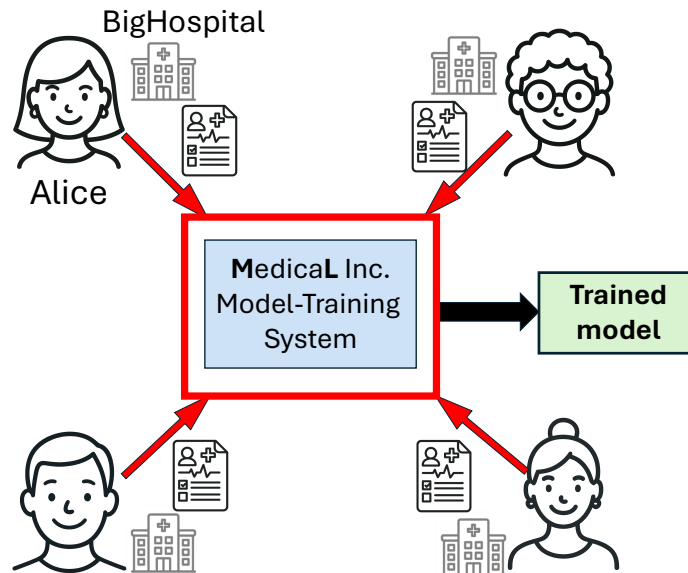 BigHospital
Alice
MedicaL Inc.
Model-Training
System
Trained
model